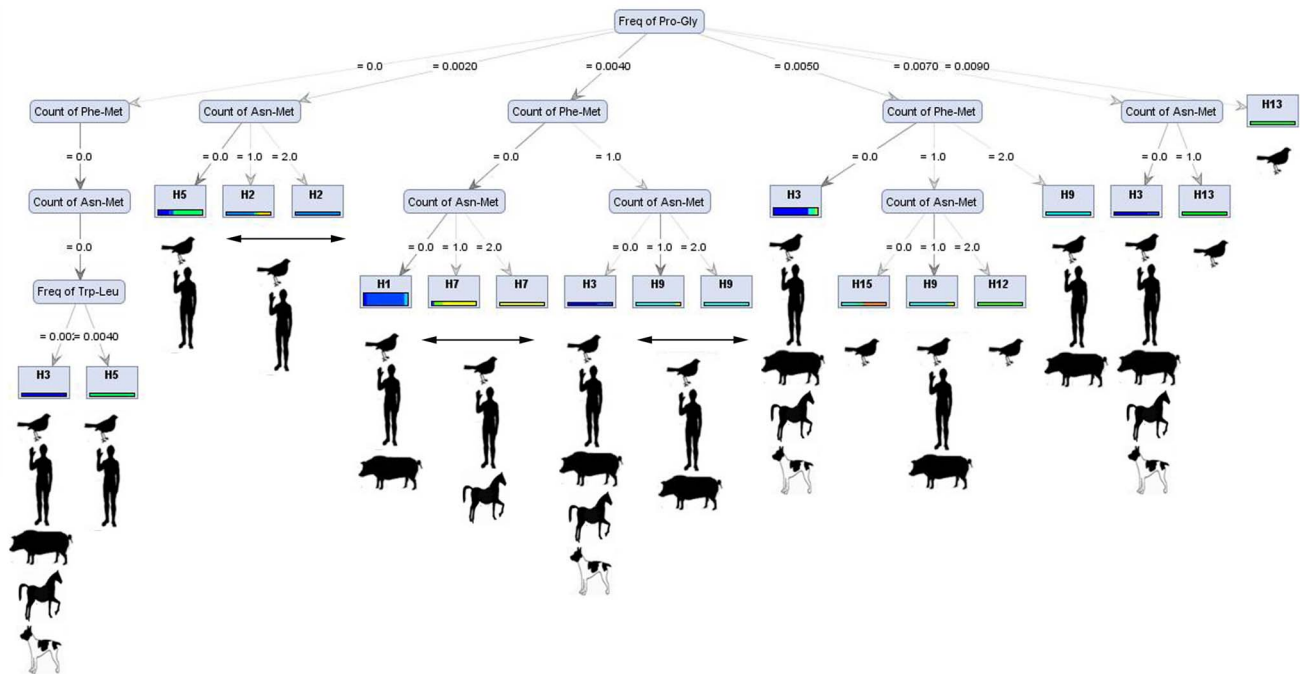 Freq of Pro-Gly
= 0.0
= 0.0020
= 0.0040
= 0.0050
= 0.0070
= 0.0090
Count of Phe-Met
Count of Asn-Met
Count of Phe-Met
Count of Phe-Met
Count of Asn-Met
H13
= 0.0
= 0.0
= 1.0
= 2.0
= 0.0
= 1.0
= 0.0
= 1.0
= 2.0
= 0.0
= 1.0
Count of Asn-Met
H5
H2
H2
Count of Asn-Met
Count of Asn-Met
H3
Count of Asn-Met
H9
H3
H13
= 0.0
= 0.0
= 1.0
= 2.0
= 0.0
= 1.0
= 2.0
= 0.0
= 1.0
= 2.0
Freq of Trp-Leu
H1
H7
H7
H3
H9
H9
H15
H9
H12
= 0.00
= 0.0040
H3
H5